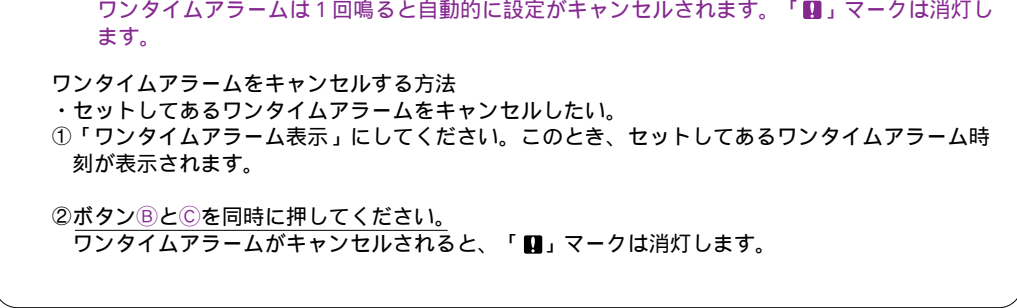 ワンタイムアラームは1回鳴ると自動的に設定がキャンセルされます。「!」マークは消灯し
ます。
ワンタイムアラームをキャンセルする方法
・セットしてあるワンタイムアラームをキャンセルしたい。
①「ワンタイムアラーム表示」にしてください。このとき、セットしてあるワンタイムアラーム時
刻が表示されます。
②ボタンⒷとⒸを同時に押してください。
ワンタイムアラームがキャンセルされると、「!」マークは消灯します。